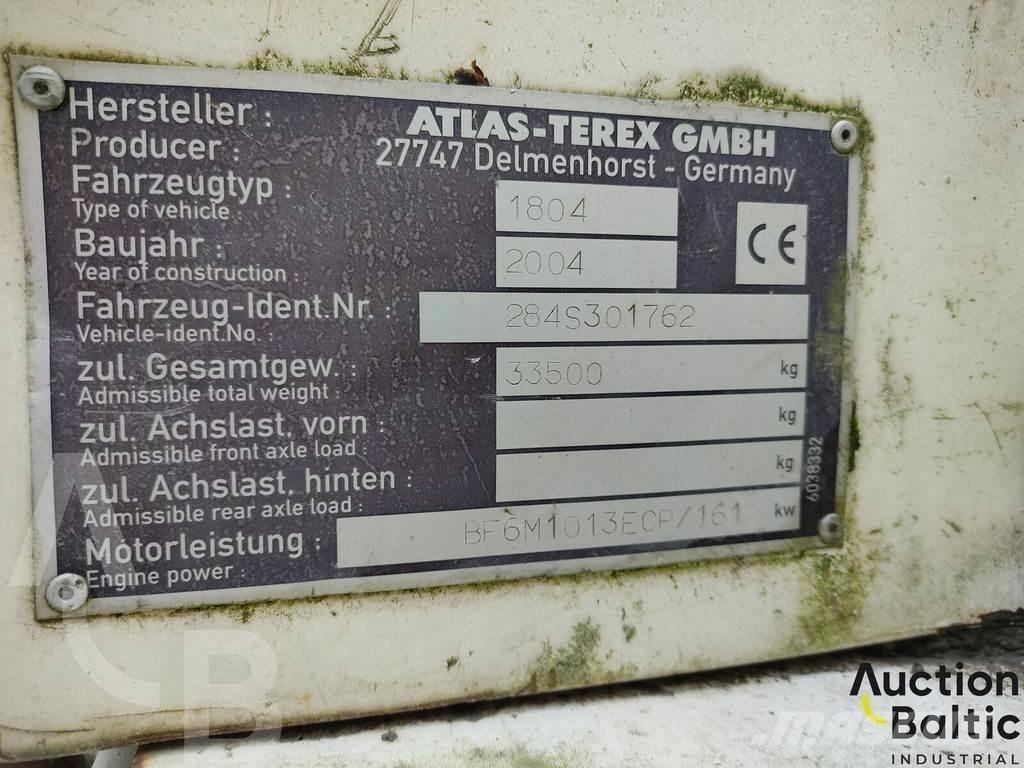 Hersteller :
Producer :
ATLAS-TEREX GMBH
27747 Delmenhorst - Germany
Fahrzeugtyp :
Type of vehicle :
1804
Baujahr :
Year of construction :
2004
CE
Fahrzeug-Ident.Nr. :
Vehicle-ident.No. :
284S301762
zul. Gesamtgew. :
Admissible total weight :
33500 kg
zul. Achslast, vorn :
Admissible front axle load :
kg
zul. Achslast, hinten :
Admissible rear axle load :
kg
6038332
Motorleistung :
Engine power :
BF6M1013ECP/161 kw
A
B
Auction
Baltic
INDUSTRIAL